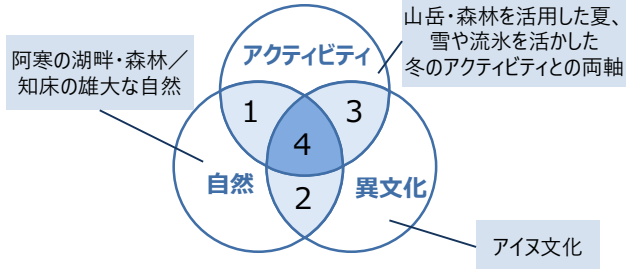 山岳・森林を活用した夏、
雪や流氷を活かした
冬のアクティビティとの両軸
阿寒の湖畔・森林／
知床の雄大な自然
アクティビティ
1
3
4
自然
異文化
2
アイヌ文化